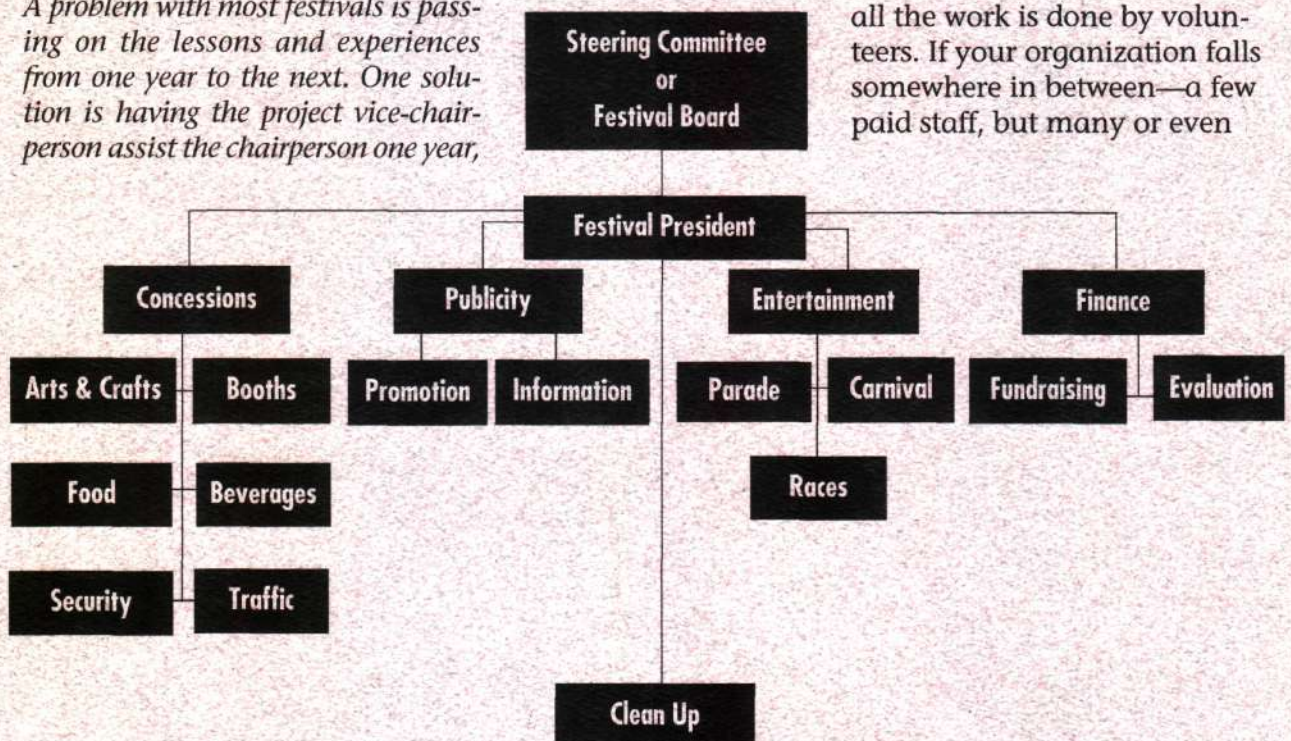 A problem with most festivals is pass-
ing on the lessons and experiences
from one year to the next. One solu-
tion is having the project vice-chair-
person assist the chairperson one year,
all the work is done by volun-
teers. If your organization falls
somewhere in between—a few
paid staff, but many or even
Steering Committee
or
Festival Board
Festival President
Concessions
Publicity
Entertainment
Finance
Arts & Crafts
Booths
Promotion
Information
Parade
Carnival
Fundraising
Evaluation
Food
Beverages
Races
Security
Traffic
Clean Up